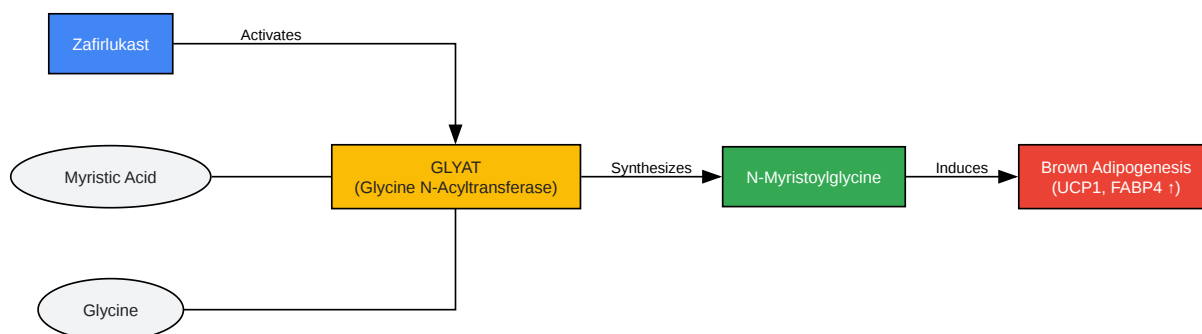 Zafirlukast
Activates
Myristic Acid
GLYAT
(Glycine N-Acyltransferase)
Synthesizes
N-Myristoylglycine
Induces
Brown Adipogenesis
(UCP1, FABP4 ↑)
Glycine